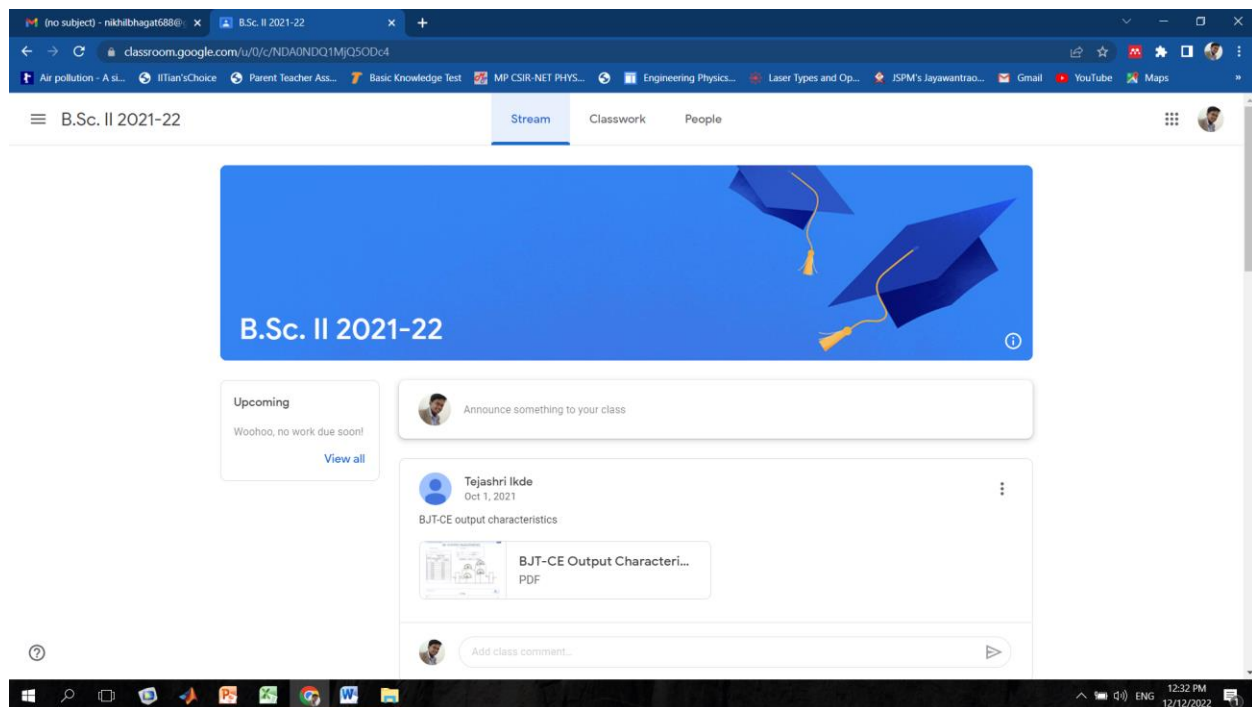 (no subject) - nikhilbhagat688@g
B.Sc. II 2021-22
classroom.google.com/u/0/c/NDA0NDQ1MjQ5ODc4
Air pollution - A si...
IITian'sChoice
Parent Teacher Ass...
Basic Knowledge Test
MP CSIR-NET PHYS...
Engineering Physics...
Laser Types and Op...
JSPM's Jayawantrao...
Gmail
YouTube
Maps
»
B.Sc. II 2021-22
Stream
Classwork
People
B.Sc. II 2021-22
Upcoming
Woohoo, no work due soon!
View all
Announce something to your class
Tejashri Ikde
Oct 1, 2021
BJT-CE output characteristics
BJT-CE Output Characteri...
PDF
Add class comment...
ENG
12:32 PM
12/12/2022